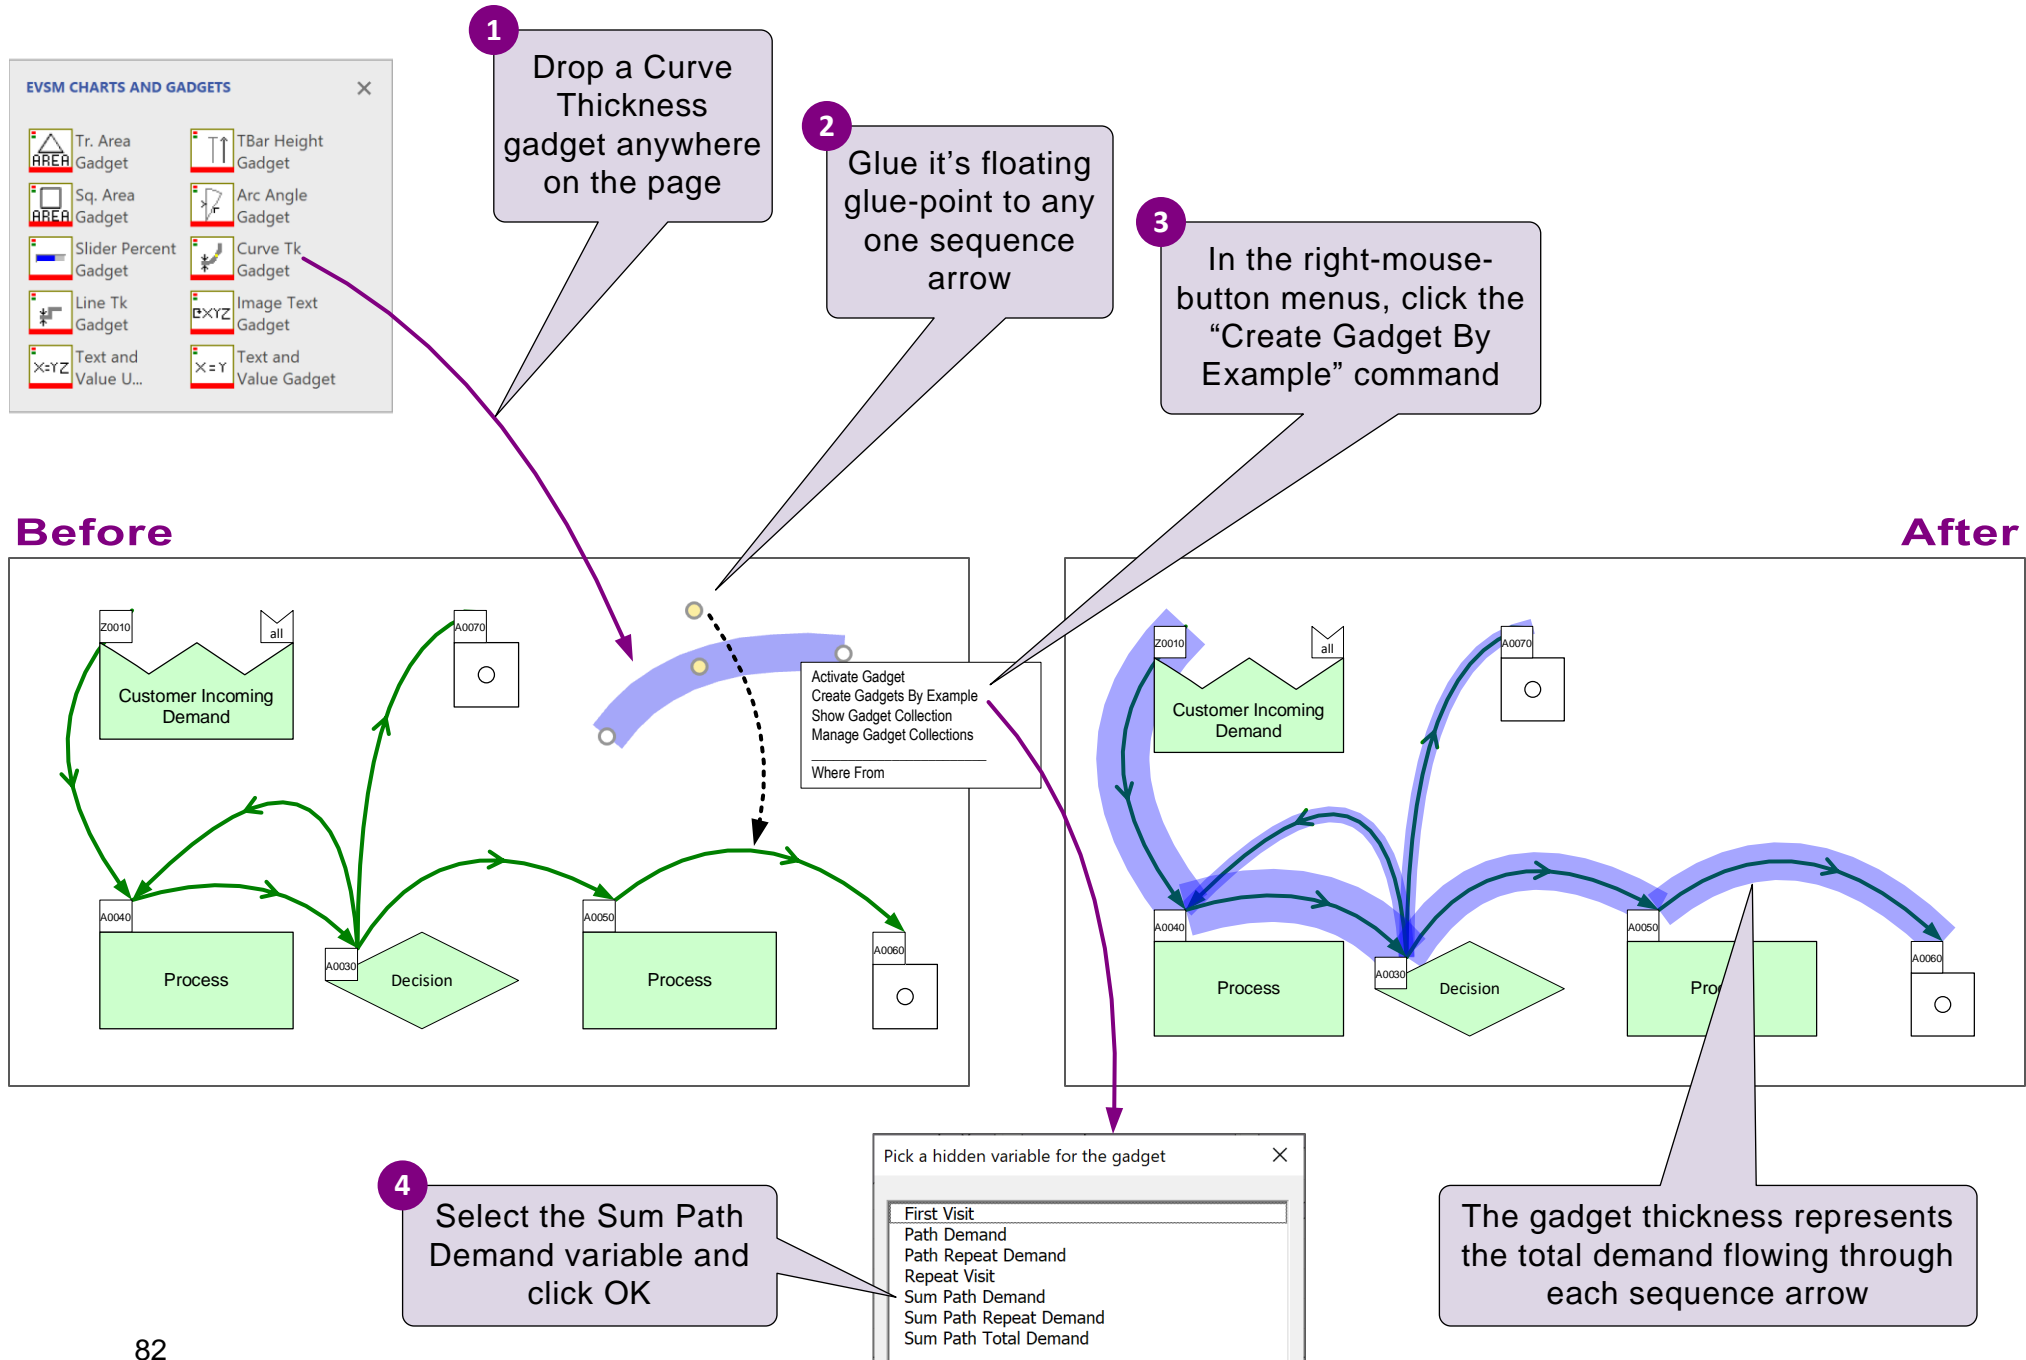 1
Drop a Curve
Thickness
gadget anywhere
on the page
EVSM CHARTS AND GADGETS
Tr. Area
Gadget
TBar Height
Gadget
AREA
Sq. Area
Gadget
Arc Angle
Gadget
AREA
Slider Percent
Gadget
Curve Tk
Gadget
Line Tk
Gadget
Image Text
Gadget
XYZ
Text and
Value U...
X=YZ
Text and
Value Gadget
X=Y
2
Glue it's floating
glue-point to any
one sequence
arrow
3
In the right-mouse-
button menus, click the
“Create Gadget By
Example” command
Before
After
Z0010
all
A0070
Customer Incoming
Demand
Activate Gadget
Create Gadgets By Example
Show Gadget Collection
Manage Gadget Collections
Where From
A0040
A0030
A0050
A0060
Process
Decision
Process
Z0010
all
A0070
Customer Incoming
Demand
A0040
A0030
A0050
A0060
Process
Decision
4
Select the Sum Path
Demand variable and
click OK
Pick a hidden variable for the gadget
First Visit
Path Demand
Path Repeat Demand
Repeat Visit
Sum Path Demand
Sum Path Repeat Demand
Sum Path Total Demand
The gadget thickness represents
the total demand flowing through
each sequence arrow
82